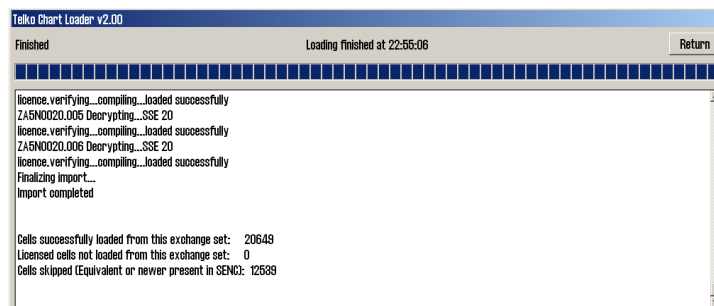 Telko Chart Loader v2.00
Finished Loading finished at 22:55:06 Return
licence.verifying...compiling...loaded successfully
ZA5N0020.005 Decrypting...SSE 20
licence.verifying...compiling...loaded successfully
ZA5N0020.006 Decrypting...SSE 20
licence.verifying...compiling...loaded successfully
Finalizing import...
Import completed
Cells successfully loaded from this exchange set: 20649
Licensed cells not loaded from this exchange set: 0
Cells skipped (Equivalent or newer present in SENC): 12539